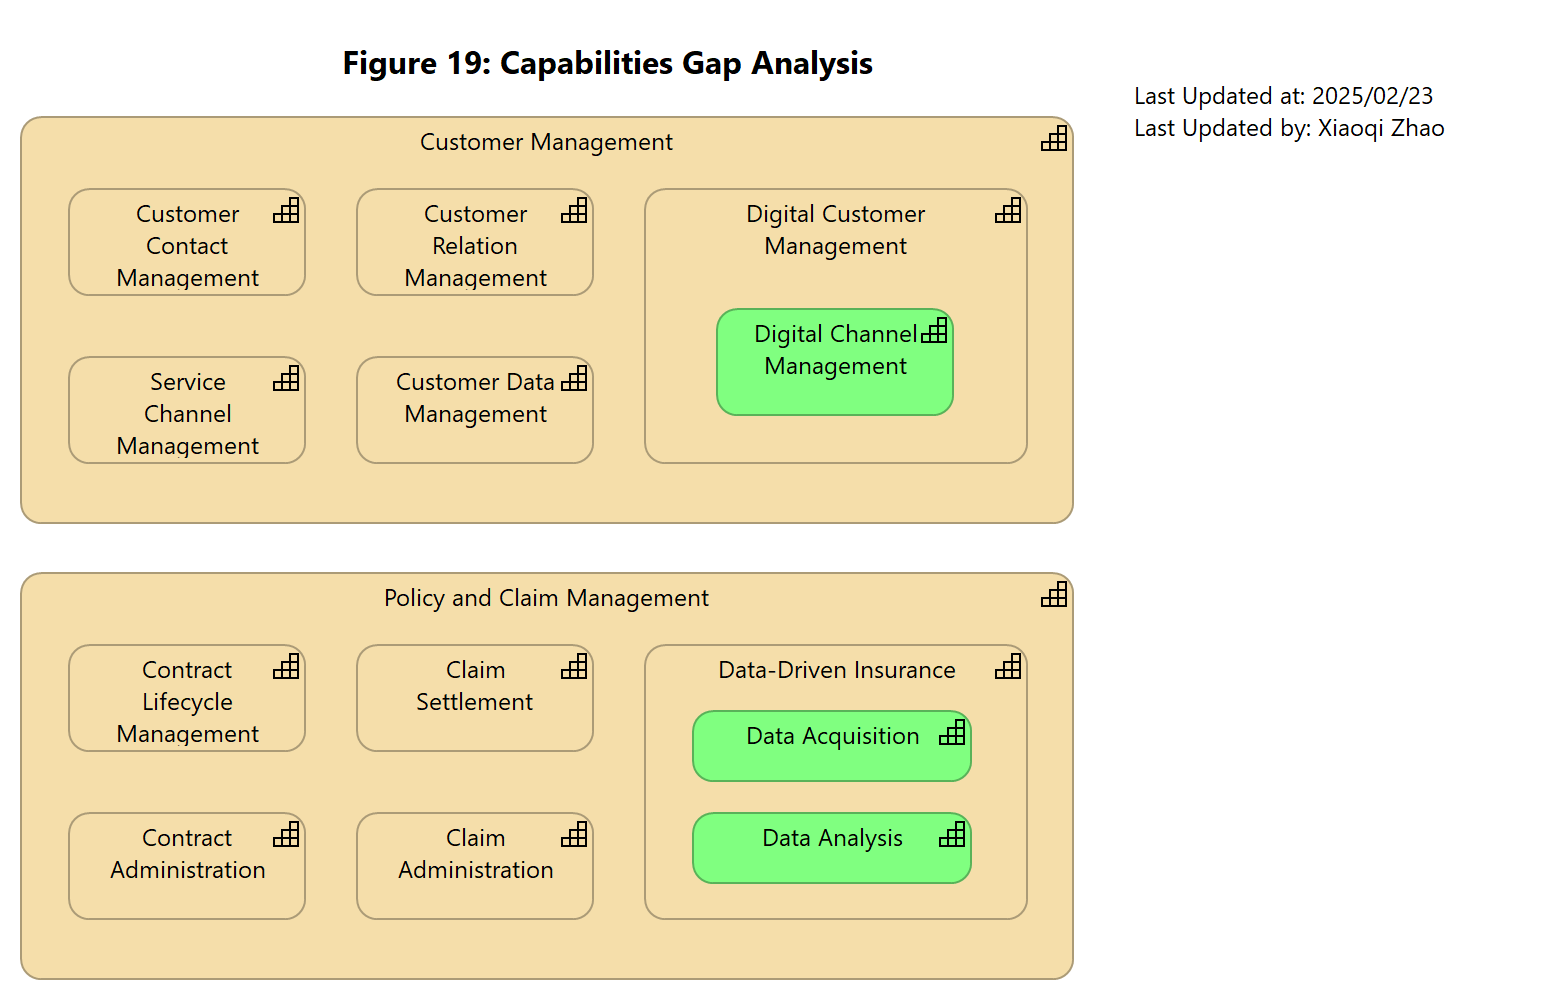 Figure 19: Capabilities Gap Analysis
Last Updated at: 2025/02/23
Last Updated by: Xiaoqi Zhao
Customer Management
Customer
Contact
Management
Customer
Relation
Management
Digital Customer
Management
Digital Channel
Management
Service
Channel
Management
Customer Data
Management
Policy and Claim Management
Contract
Lifecycle
Management
Claim
Settlement
Data-Driven Insurance
Data Acquisition
Contract
Administration
Claim
Administration
Data Analysis